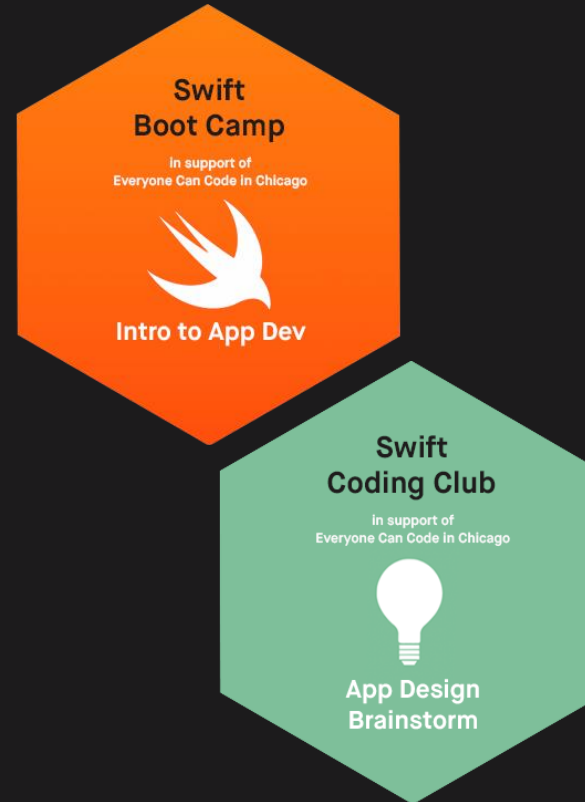 Swift
Boot Camp
in support of
Everyone Can Code in Chicago
Intro to App Dev
Swift
Coding Club
in support of
Everyone Can Code in Chicago
App Design
Brainstorm